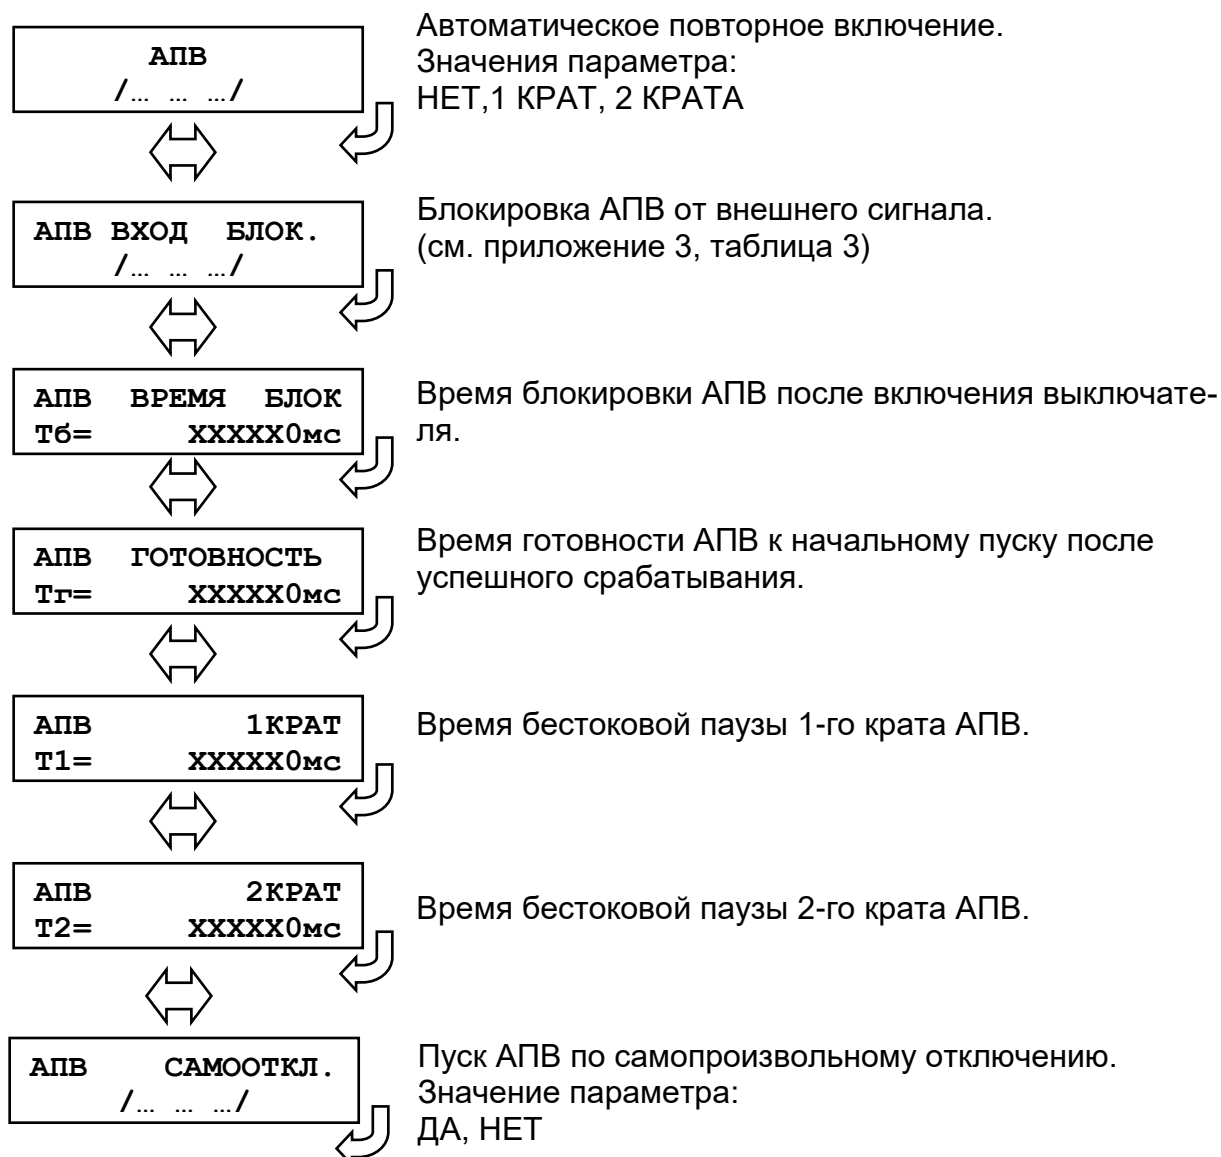 АПВ
/… … …/
Автоматическое повторное включение.
Значения параметра:
НЕТ,1 КРАТ, 2 КРАТА
АПВ ВХОД БЛОК.
/… … …/
Блокировка АПВ от внешнего сигнала.
(см. приложение 3, таблица 3)
АПВ ВРЕМЯ БЛОК
Тб= XXXXX0мс
Время блокировки АПВ после включения выключате-
ля.
АПВ ГОТОВНОСТЬ
Тг= XXXXX0мс
Время готовности АПВ к начальному пуску после
успешного срабатывания.
АПВ 1КРАТ
Т1= XXXXX0мс
Время бестоковой паузы 1-го крата АПВ.
АПВ 2КРАТ
Т2= XXXXX0мс
Время бестоковой паузы 2-го крата АПВ.
АПВ САМООТКЛ.
/… … …/
Пуск АПВ по самопроизвольному отключению.
Значение параметра:
ДА, НЕТ